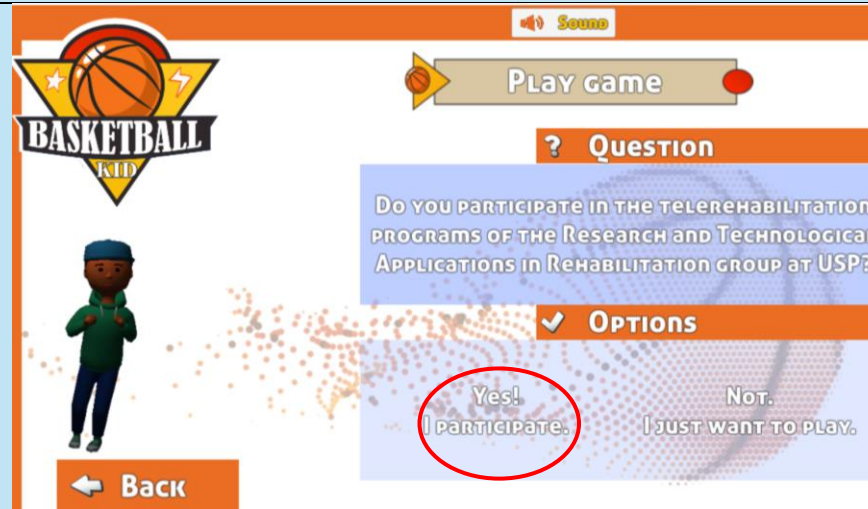 Sound
BASKETBALL
KID
Play game
? Question
Do you participate in the telerehabilitation
programs of the Research and Technological
Applications in Rehabilitation group at USP?
Options
Yes!
I participate.
Not.
I just want to play.
Back